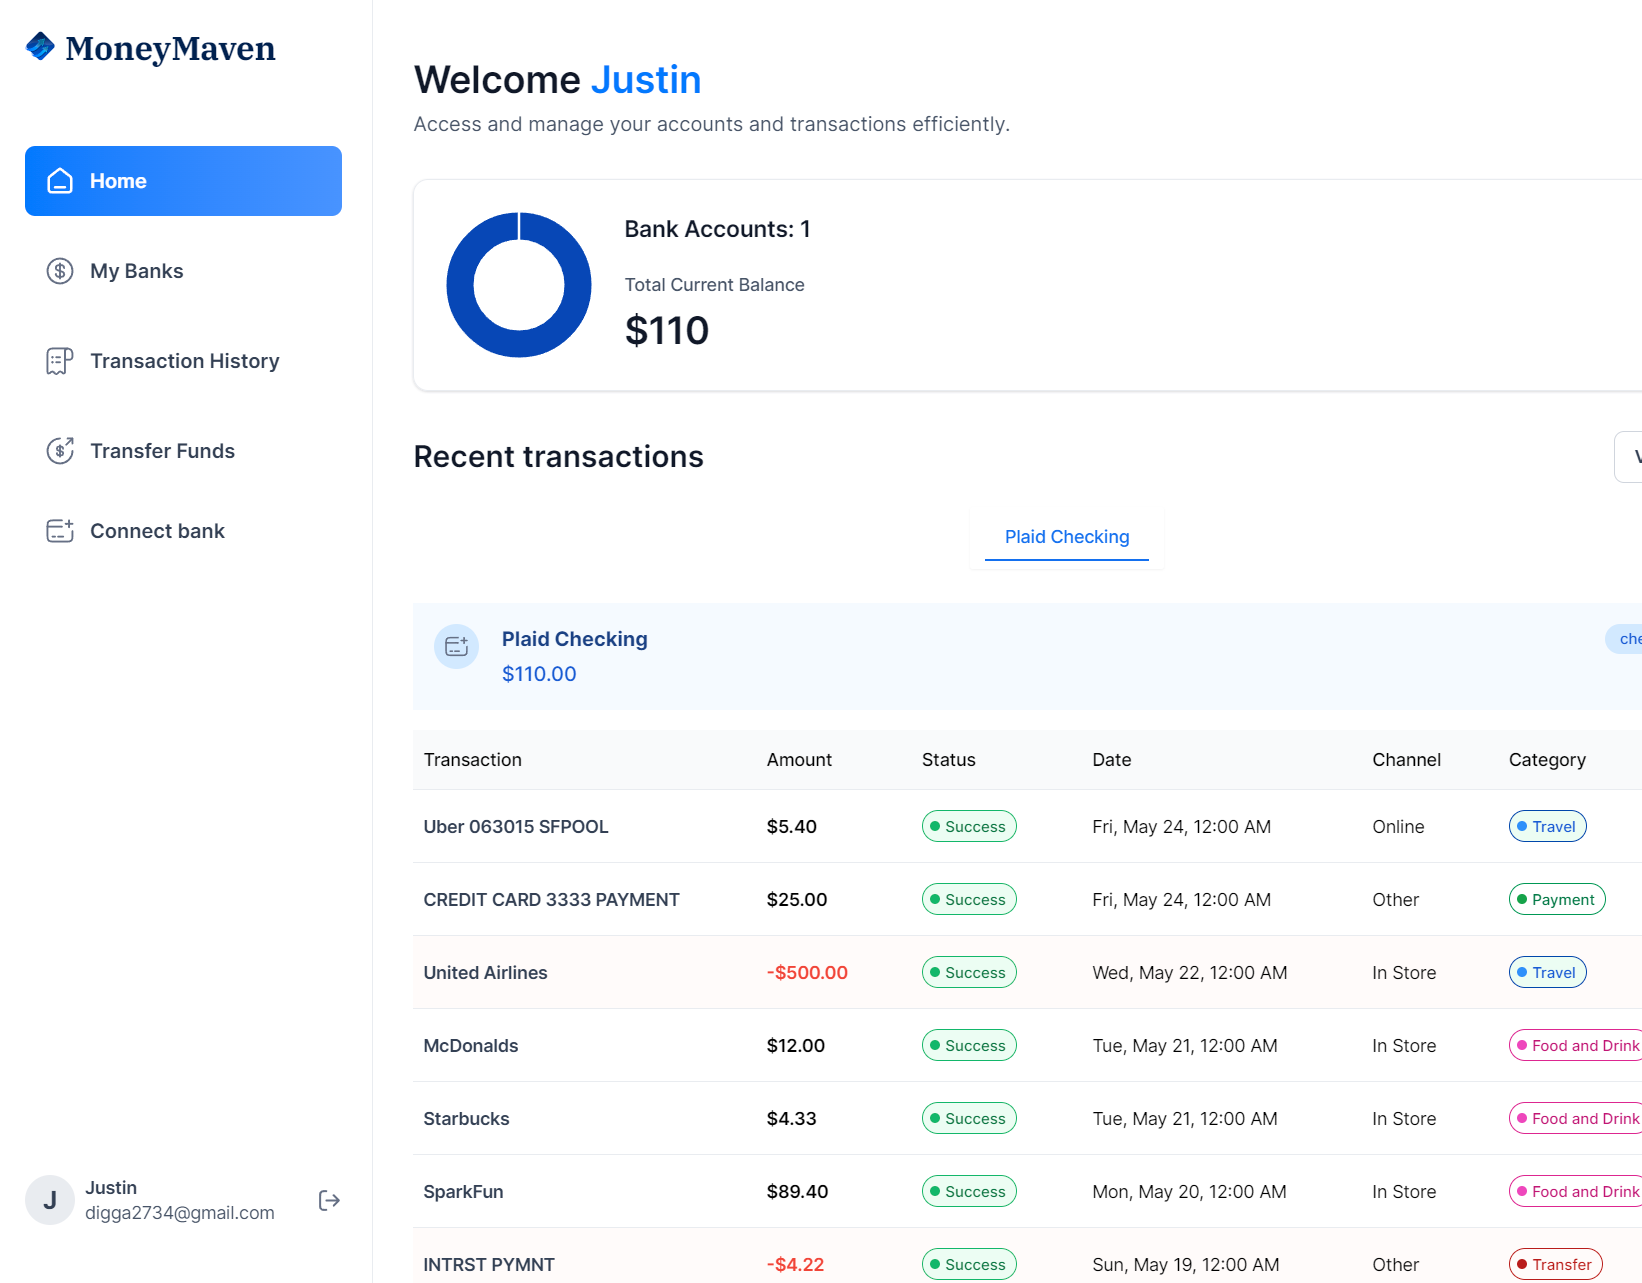 MoneyMaven
Home
My Banks
Transaction History
Transfer Funds
Connect bank
J
Justin
digga2734@gmail.com
Welcome Justin
Access and manage your accounts and transactions efficiently.
Bank Accounts: 1
Total Current Balance
$110
Recent transactions
Plaid Checking
Plaid Checking
$110.00
Transaction Amount Status Date Channel Category
Uber 063015 SFPOOL $5.40 Success Fri, May 24, 12:00 AM Online Travel
CREDIT CARD 3333 PAYMENT $25.00 Success Fri, May 24, 12:00 AM Other Payment
United Airlines -$500.00 Success Wed, May 22, 12:00 AM In Store Travel
McDonalds $12.00 Success Tue, May 21, 12:00 AM In Store Food and Drink
Starbucks $4.33 Success Tue, May 21, 12:00 AM In Store Food and Drink
SparkFun $89.40 Success Mon, May 20, 12:00 AM In Store Food and Drink
INTRST PYMNT -$4.22 Success Sun, May 19, 12:00 AM Other Transfer